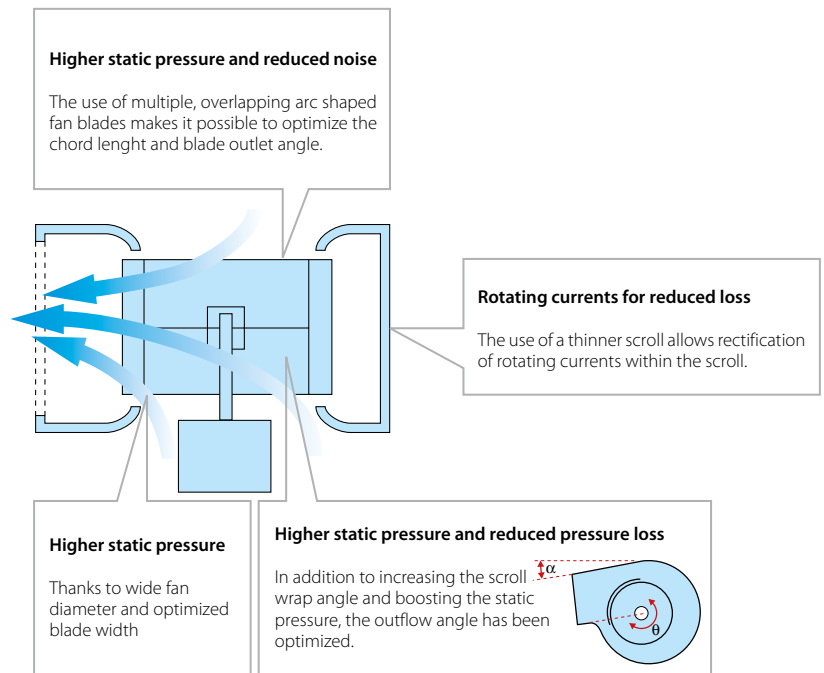 Higher static pressure and reduced noise
The use of multiple, overlapping arc shaped
fan blades makes it possible to optimize the
chord lenght and blade outlet angle.
Rotating currents for reduced loss
The use of a thinner scroll allows rectification
of rotating currents within the scroll.
Higher static pressure
Thanks to wide fan
diameter and optimized
blade width
Higher static pressure and reduced pressure loss
In addition to increasing the scroll
wrap angle and boosting the static
pressure, the outflow angle has been
optimized.
α
θ